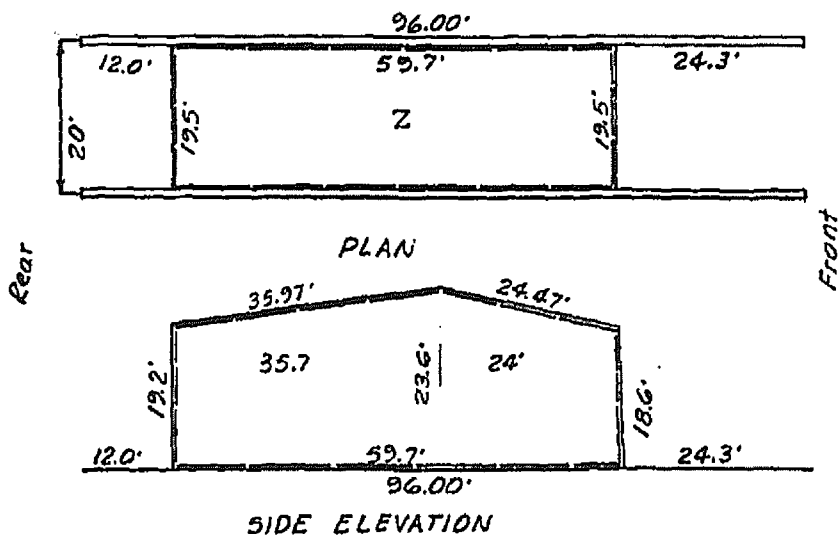 96.00'
12.0' 59.7' 24.3'
20' 19.5' Z 19.5'
Rear PLAN Front
35.97' 24.47'
19.2' 35.7 23.6' 24' 18.6'
12.0' 59.7' 24.3'
96.00'
SIDE ELEVATION